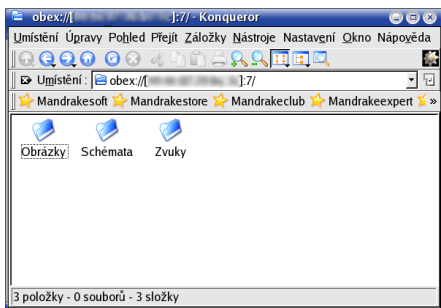 obex://[ ]:7/ - Konqueror
Umístění Úpravy Pohled Přejít Záložky Nástroje Nastavení Okno Nápověda
Umístění: obex://[ ]:7/
Mandrakesoft Mandrakestore Mandrakeclub Mandrakeexpert »
Obrázky Schémata Zvuky
3 položky - 0 souborů - 3 složky